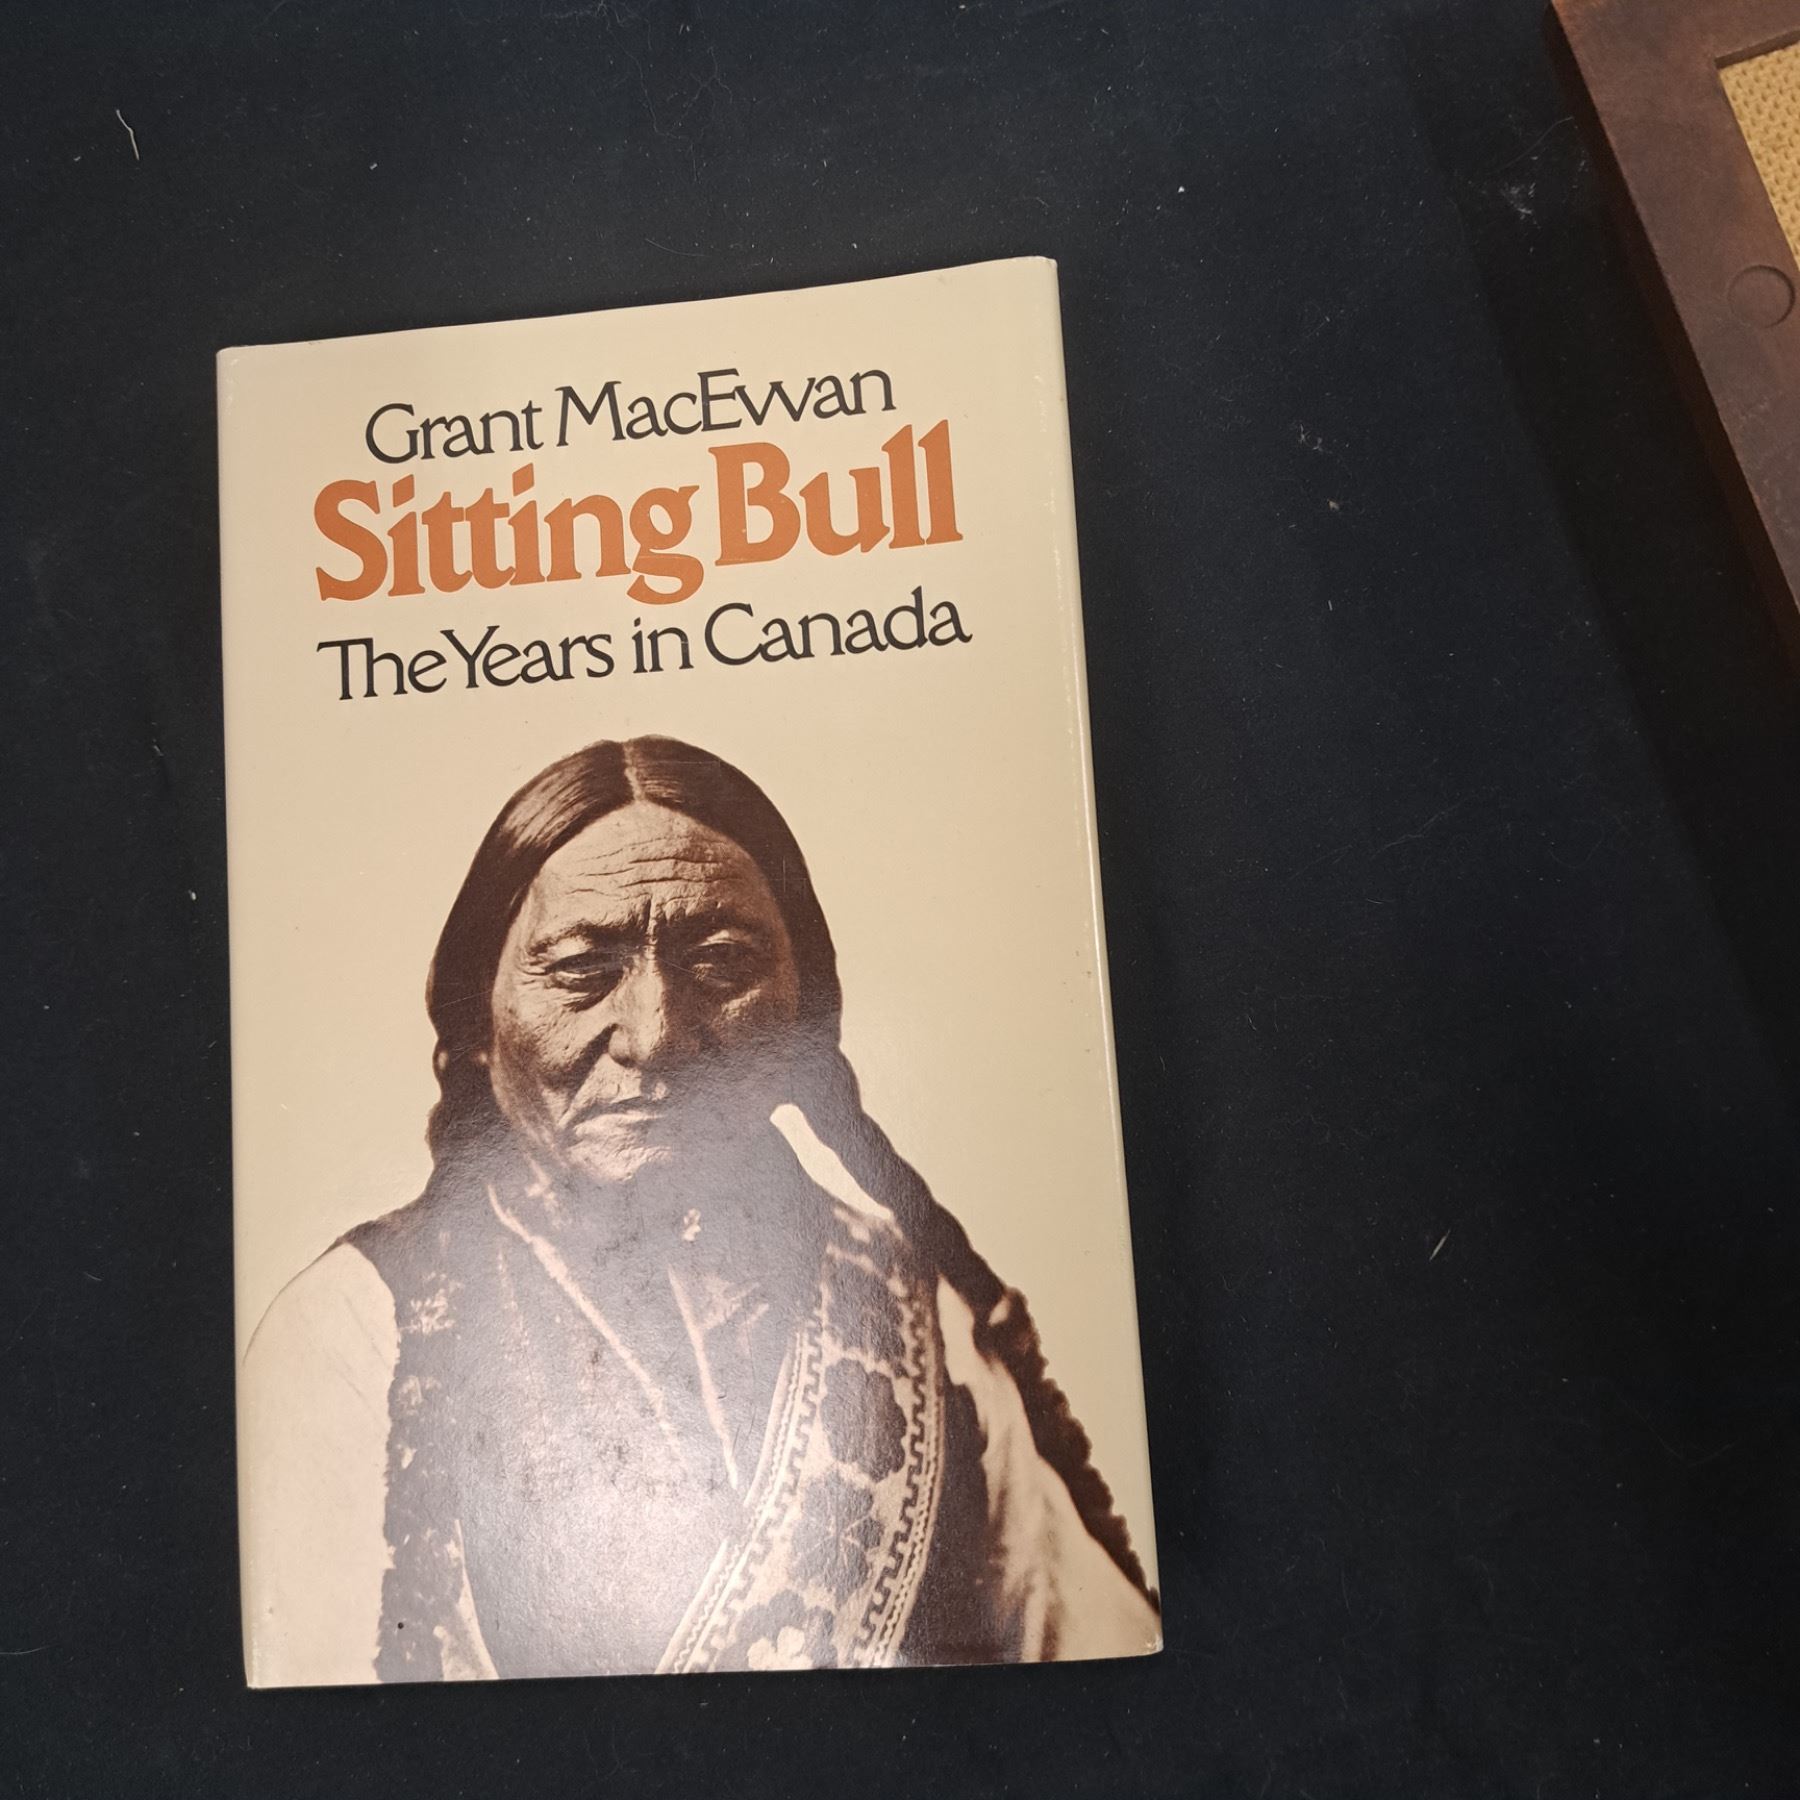 Grant MacEwan
Sitting Bull
The Years in Canada